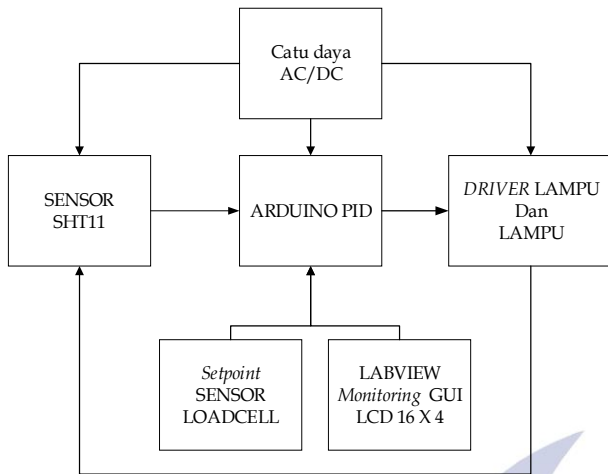 Catu daya
AC/DC
SENSOR
SHT11
ARDUINO PID
DRIVER LAMPU
Dan
LAMPU
Setpoint
SENSOR
LOADCELL
LABVIEW
Monitoring GUI
LCD 16 X 4